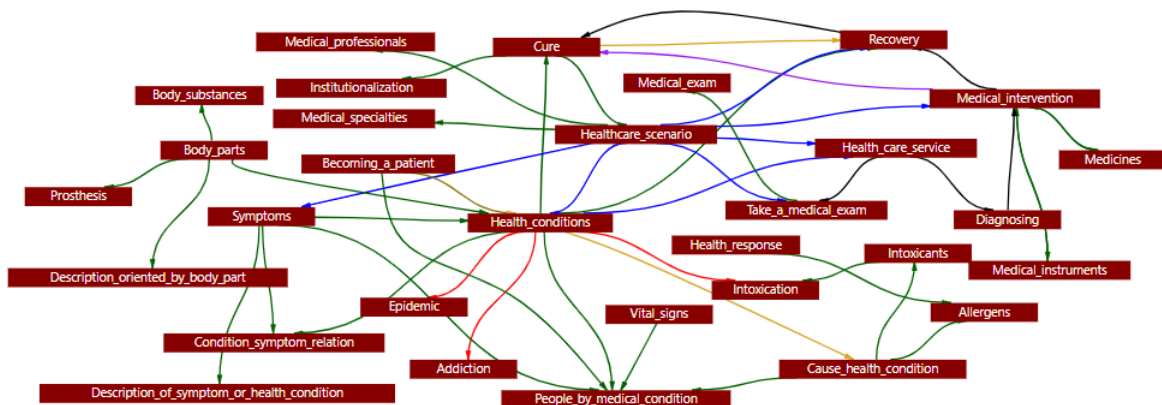 Medical_professionals
Cure
Recovery
Institutionalization
Medical_exam
Body_substances
Medical_intervention
Medical_specialties
Healthcare_scenario
Body_parts
Becoming_a_patient
Health_care_service
Medicines
Prosthesis
Symptoms
Health_conditions
Take_a_medical_exam
Diagnosing
Health_response
Intoxicants
Description_oriented_by_body_part
Medical_instruments
Intoxication
Epidemic
Vital_signs
Allergens
Condition_symptom_relation
Addiction
Cause_health_condition
Description_of_symptom_or_health_condition
People_by_medical_condition